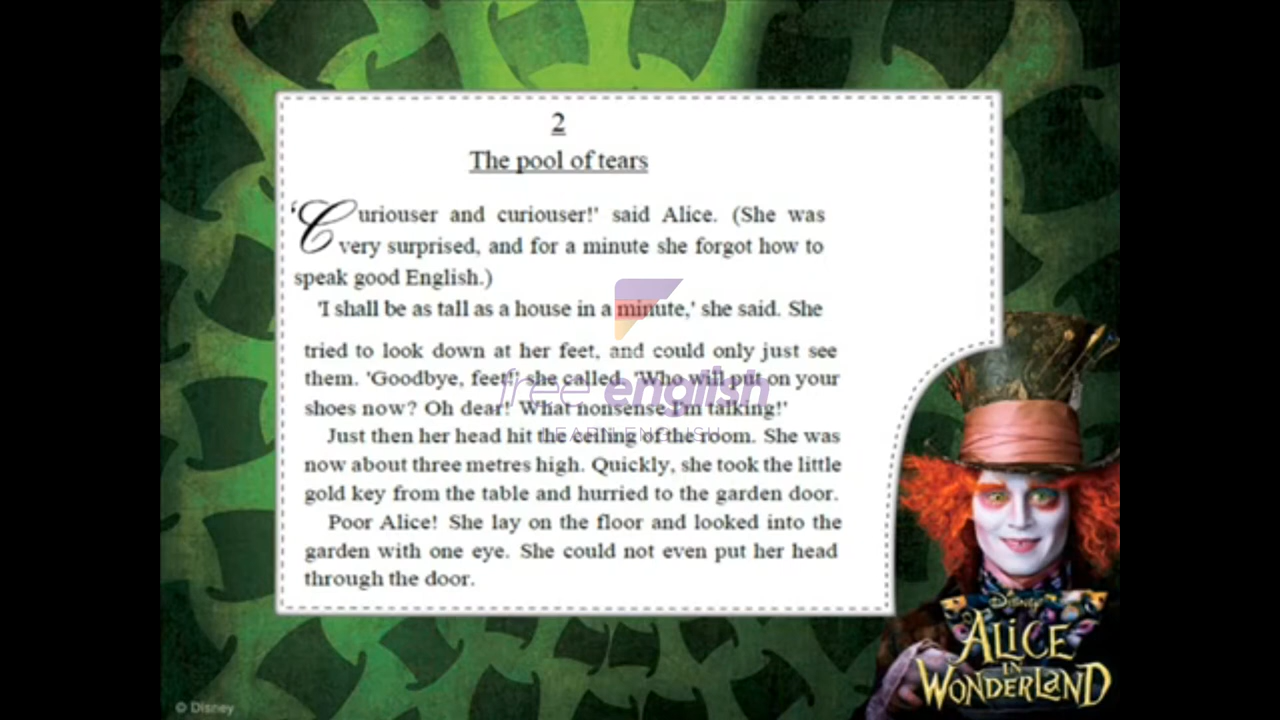 2
The pool of tears
'Curiouser and curiouser!' said Alice. (She was
very surprised, and for a minute she forgot how to
speak good English.)
'I shall be as tall as a house in a minute,' she said. She
tried to look down at her feet, and could only just see
them. 'Goodbye, feet!' she called. 'Who will put on your
shoes now? Oh dear! What nonsense I'm talking!'
Just then her head hit the ceiling of the room. She was
now about three metres high. Quickly, she took the little
gold key from the table and hurried to the garden door.
Poor Alice! She lay on the floor and looked into the
garden with one eye. She could not even put her head
through the door.
free english
LEARN ENGLISH
Disney
ALICE
IN
WONDERLAND
© Disney